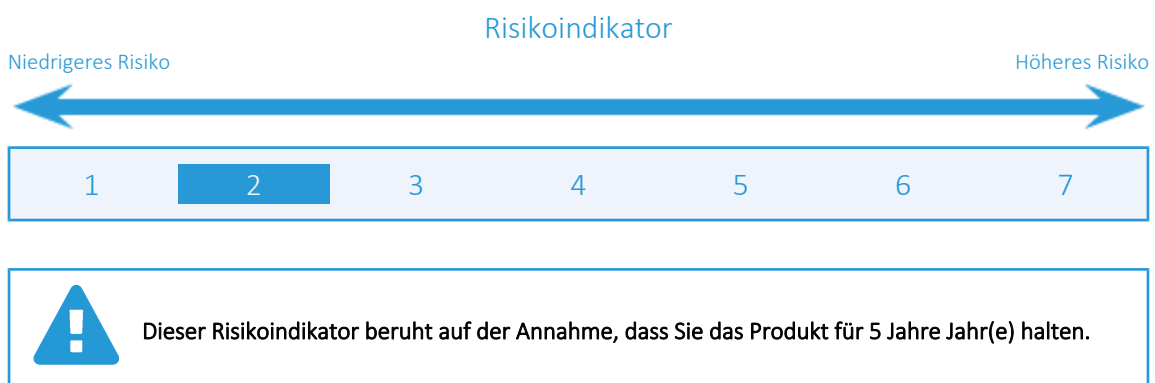 Risikoindikator
Niedrigeres Risiko Höheres Risiko
1 2 3 4 5 6 7
Dieser Risikoindikator beruht auf der Annahme, dass Sie das Produkt für 5 Jahre Jahr(e) halten.